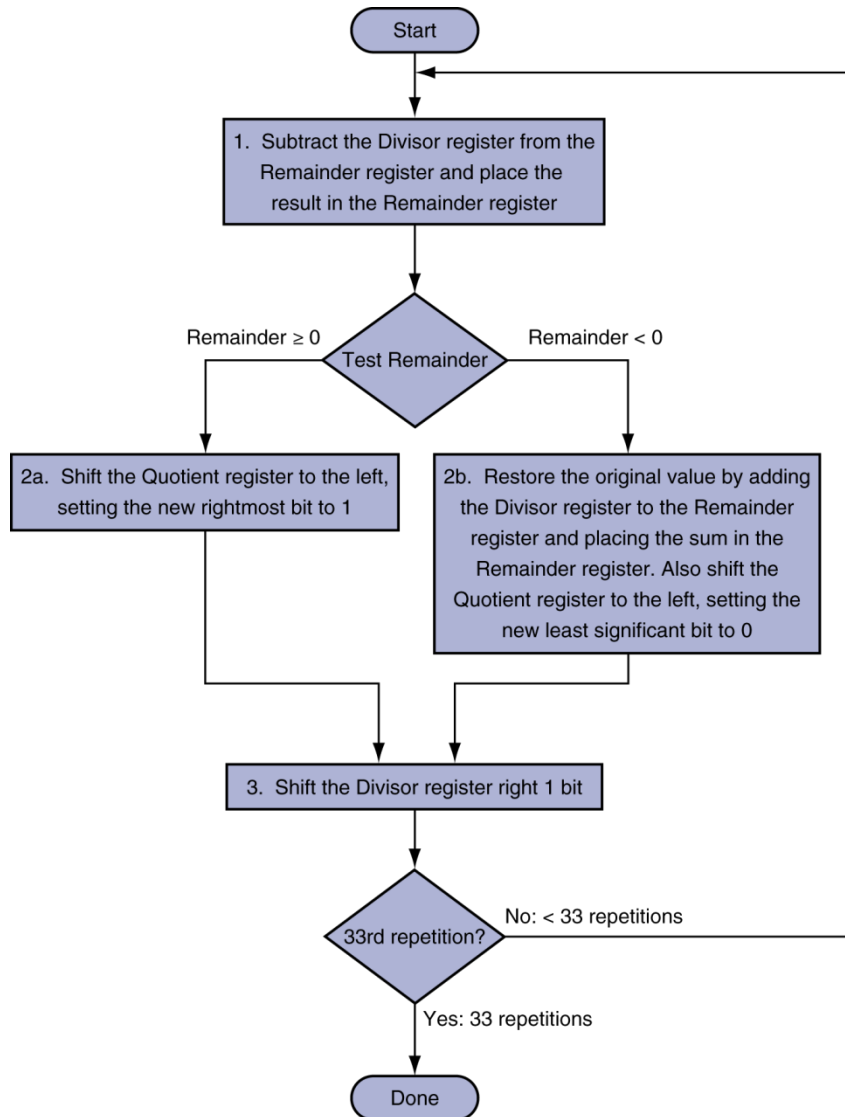 Start
1. Subtract the Divisor register from the
Remainder register and place the
result in the Remainder register
Remainder ≥ 0
Remainder < 0
Test Remainder
2a. Shift the Quotient register to the left,
setting the new rightmost bit to 1
2b. Restore the original value by adding
the Divisor register to the Remainder
register and placing the sum in the
Remainder register. Also shift the
Quotient register to the left, setting the
new least significant bit to 0
3. Shift the Divisor register right 1 bit
33rd repetition?
No: < 33 repetitions
Yes: 33 repetitions
Done